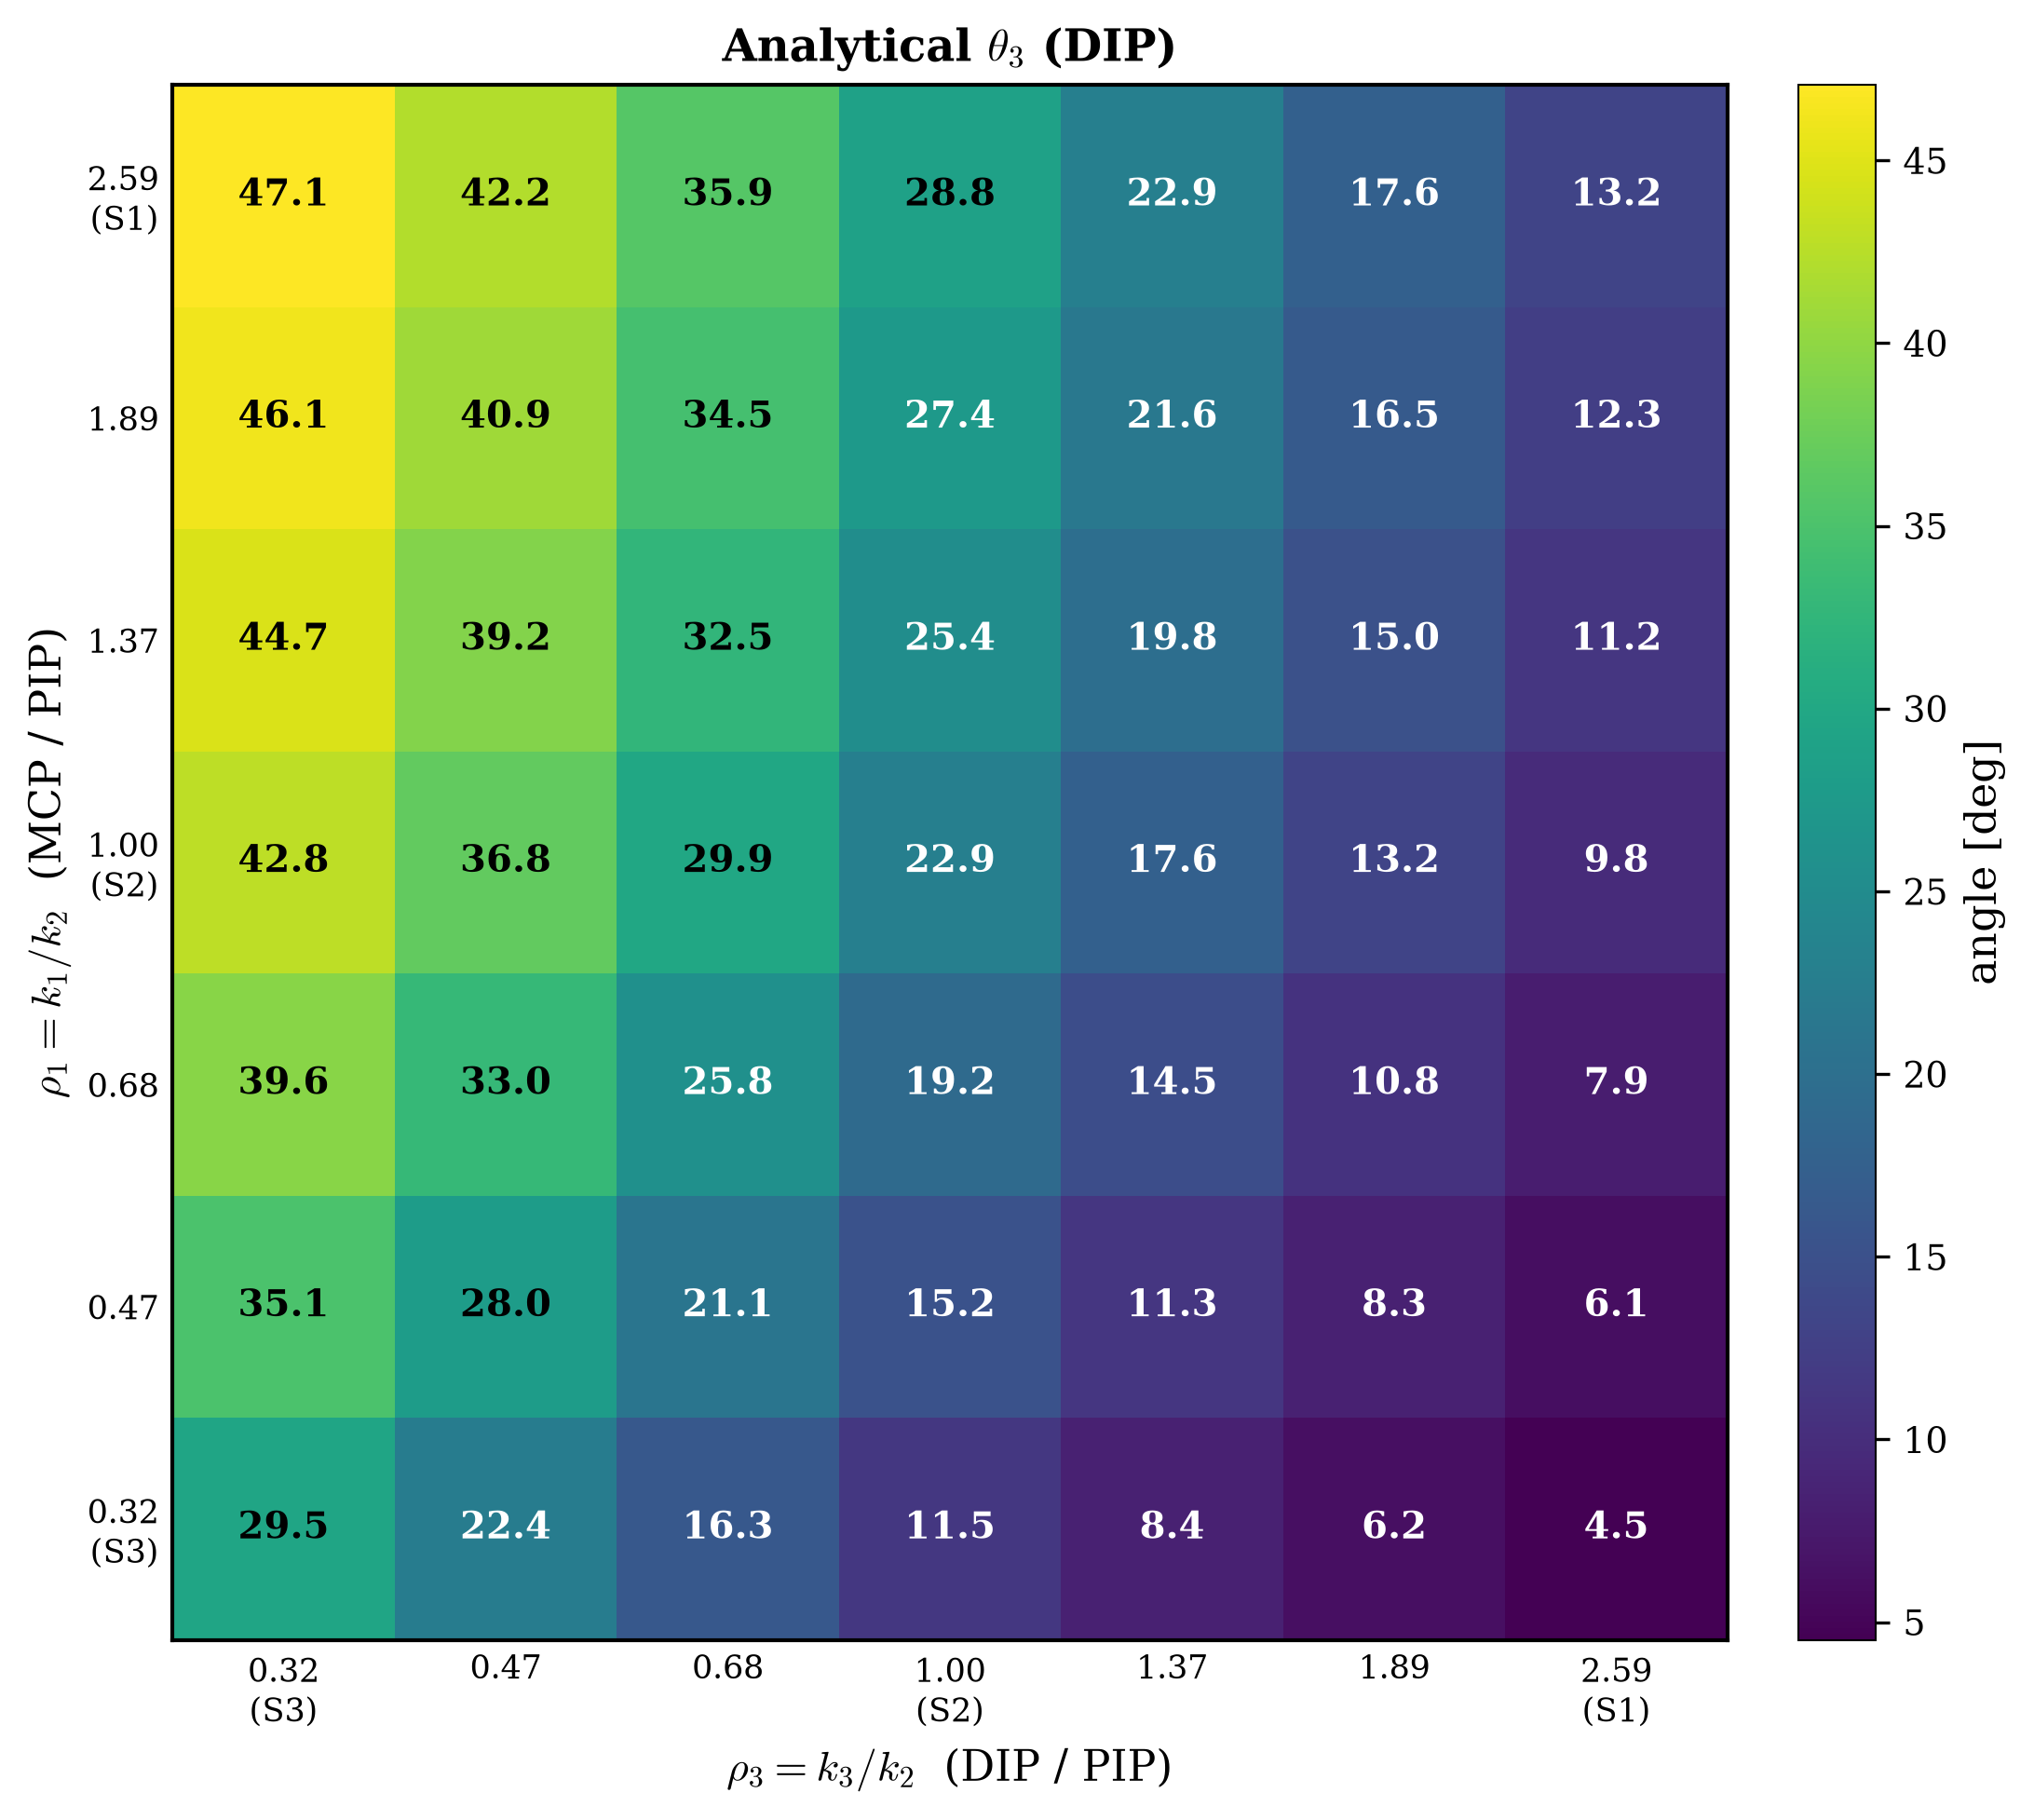 Analytical θ₃ (DIP)
2.59
(S1)
47.1 42.2 35.9 28.8 22.9 17.6 13.2
1.89
46.1 40.9 34.5 27.4 21.6 16.5 12.3
1.37
44.7 39.2 32.5 25.4 19.8 15.0 11.2
1.00
(S2)
42.8 36.8 29.9 22.9 17.6 13.2 9.8
0.68
39.6 33.0 25.8 19.2 14.5 10.8 7.9
0.47
35.1 28.0 21.1 15.2 11.3 8.3 6.1
0.32
(S3)
29.5 22.4 16.3 11.5 8.4 6.2 4.5
ρ₁ = k₁/k₂ (MCP / PIP)
0.32 0.47 0.68 1.00 1.37 1.89 2.59
(S3) (S2) (S1)
ρ₃ = k₃/k₂ (DIP / PIP)
45
40
35
30
25
20
15
10
5
angle [deg]